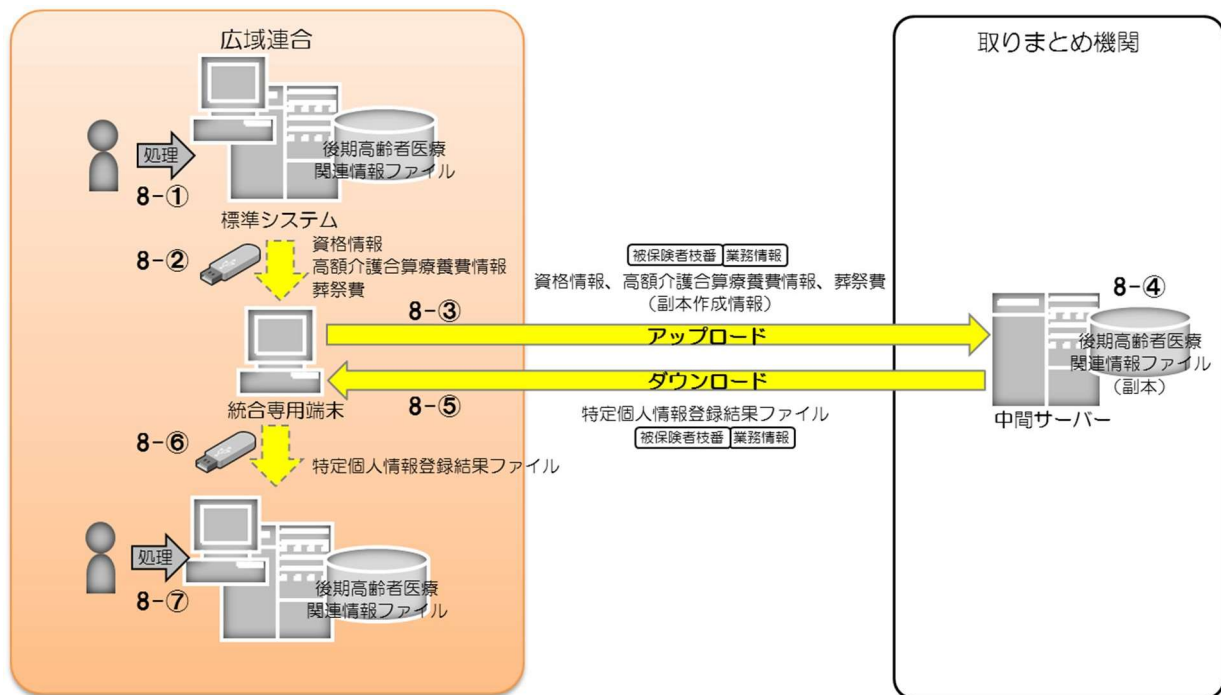 広域連合
取りまとめ機関
後期高齢者医療
関連情報ファイル
処理
8-①
標準システム
8-②
資格情報
高額介護合算療養費情報
葬祭費
被保険者枝番 業務情報
資格情報、高額介護合算療養費情報、葬祭費
（副本作成情報）
8-③
アップロード
8-④
後期高齢者医療
関連情報ファイル
（副本）
中間サーバー
ダウンロード
8-⑤
統合専用端末
特定個人情報登録結果ファイル
被保険者枝番 業務情報
8-⑥
特定個人情報登録結果ファイル
処理
8-⑦
後期高齢者医療
関連情報ファイル